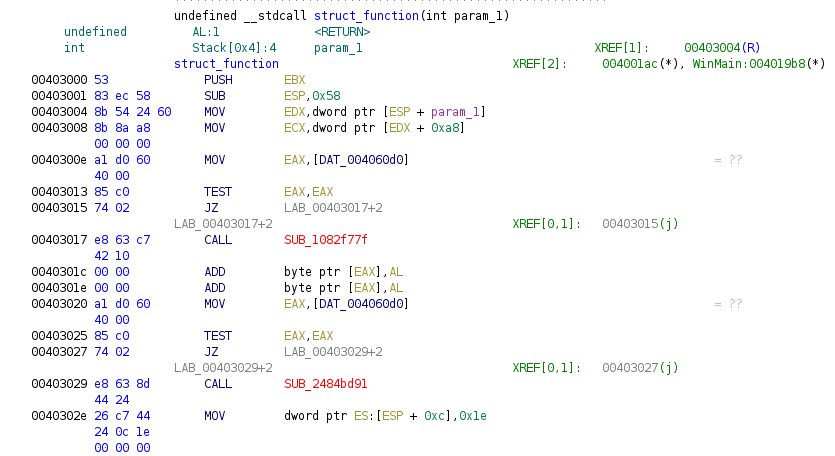 undefined __stdcall struct_function(int param_1)
undefined AL:1 <RETURN>
int Stack[0x4]:4 param_1 XREF[1]: 00403004(R)
struct_function XREF[2]: 004001ac(*), WinMain:004019b8(*)
00403000 53 PUSH EBX
00403001 83 ec 58 SUB ESP,0x58
00403004 8b 54 24 60 MOV EDX,dword ptr [ESP + param_1]
00403008 8b 8a a8 MOV ECX,dword ptr [EDX + 0xa8]
00 00 00
0040300e a1 d0 60 MOV EAX,[DAT_004060d0] = ??
40 00
00403013 85 c0 TEST EAX,EAX
00403015 74 02 JZ LAB_00403017+2
LAB_00403017+2 XREF[0,1]: 00403015(j)
00403017 e8 63 c7 CALL SUB_1082f77f
42 10
0040301c 00 00 ADD byte ptr [EAX],AL
0040301e 00 00 ADD byte ptr [EAX],AL
00403020 a1 d0 60 MOV EAX,[DAT_004060d0] = ??
40 00
00403025 85 c0 TEST EAX,EAX
00403027 74 02 JZ LAB_00403029+2
LAB_00403029+2 XREF[0,1]: 00403027(j)
00403029 e8 63 8d CALL SUB_2484bd91
44 24
0040302e 26 c7 44 MOV dword ptr ES:[ESP + 0xc],0x1e
24 0c 1e
00 00 00